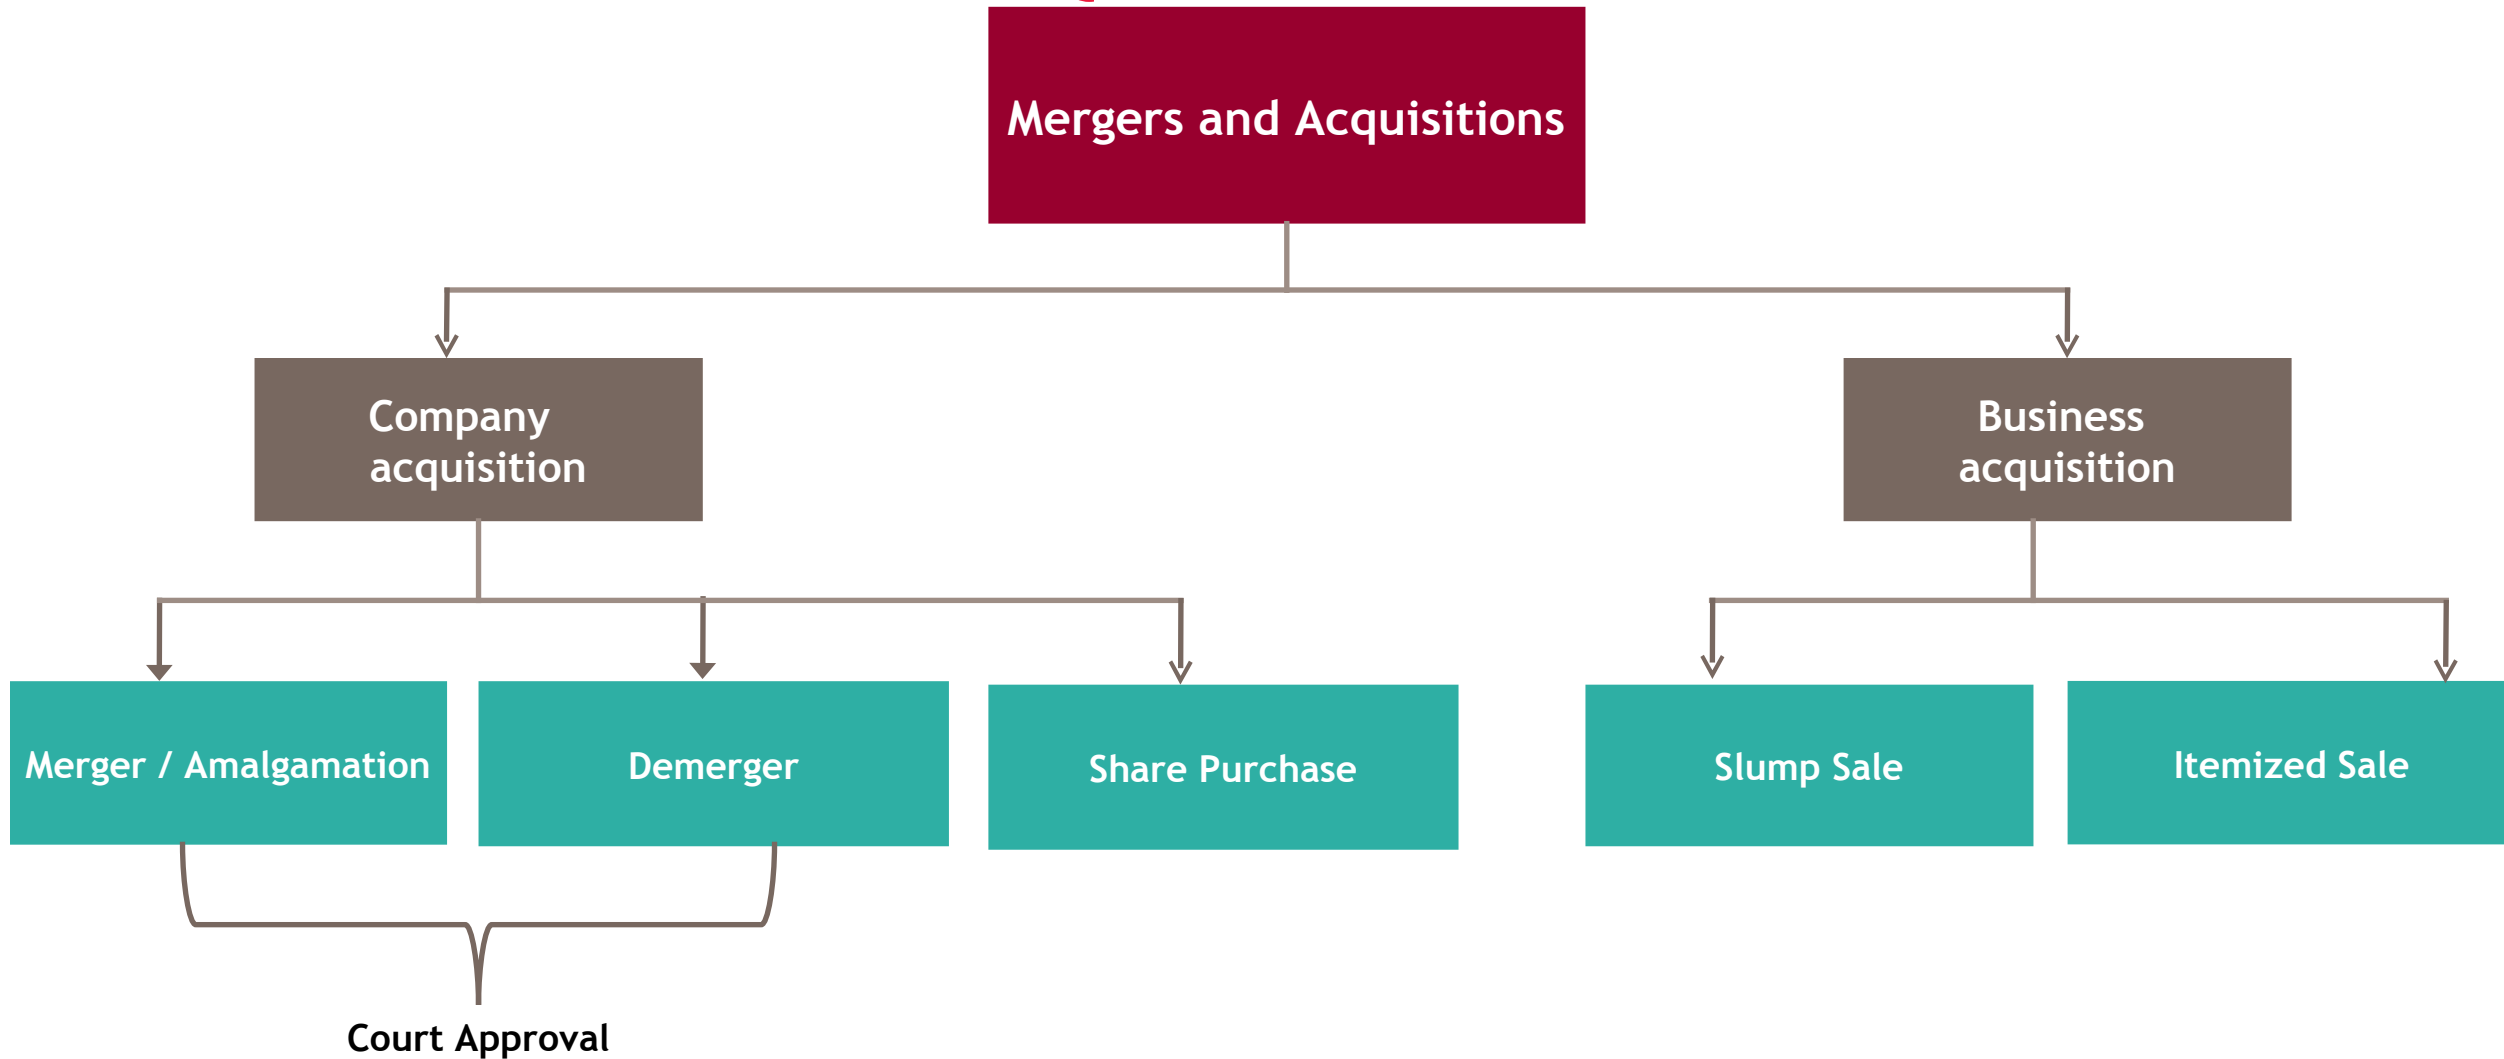 Mergers and Acquisitions
Company
acquisition
Business
acquisition
Merger / Amalgamation
Demerger
Share Purchase
Slump Sale
Itemized Sale
Court Approval